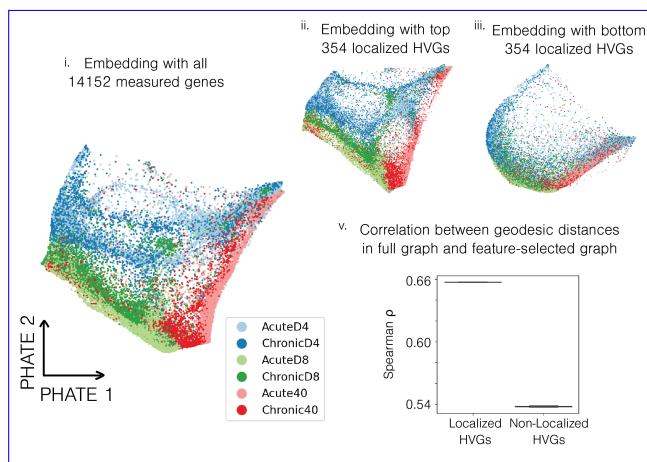 i. Embedding with all
14152 measured genes
ii. Embedding with top
354 localized HVGs
iii. Embedding with bottom
354 localized HVGs
PHATE 2
PHATE 1
AcuteD4
ChronicD4
AcuteD8
ChronicD8
Acute40
Chronic40
v. Correlation between geodesic distances
in full graph and feature-selected graph
Spearman ρ
0.66
0.60
0.54
Localized
HVGs
Non-Localized
HVGs